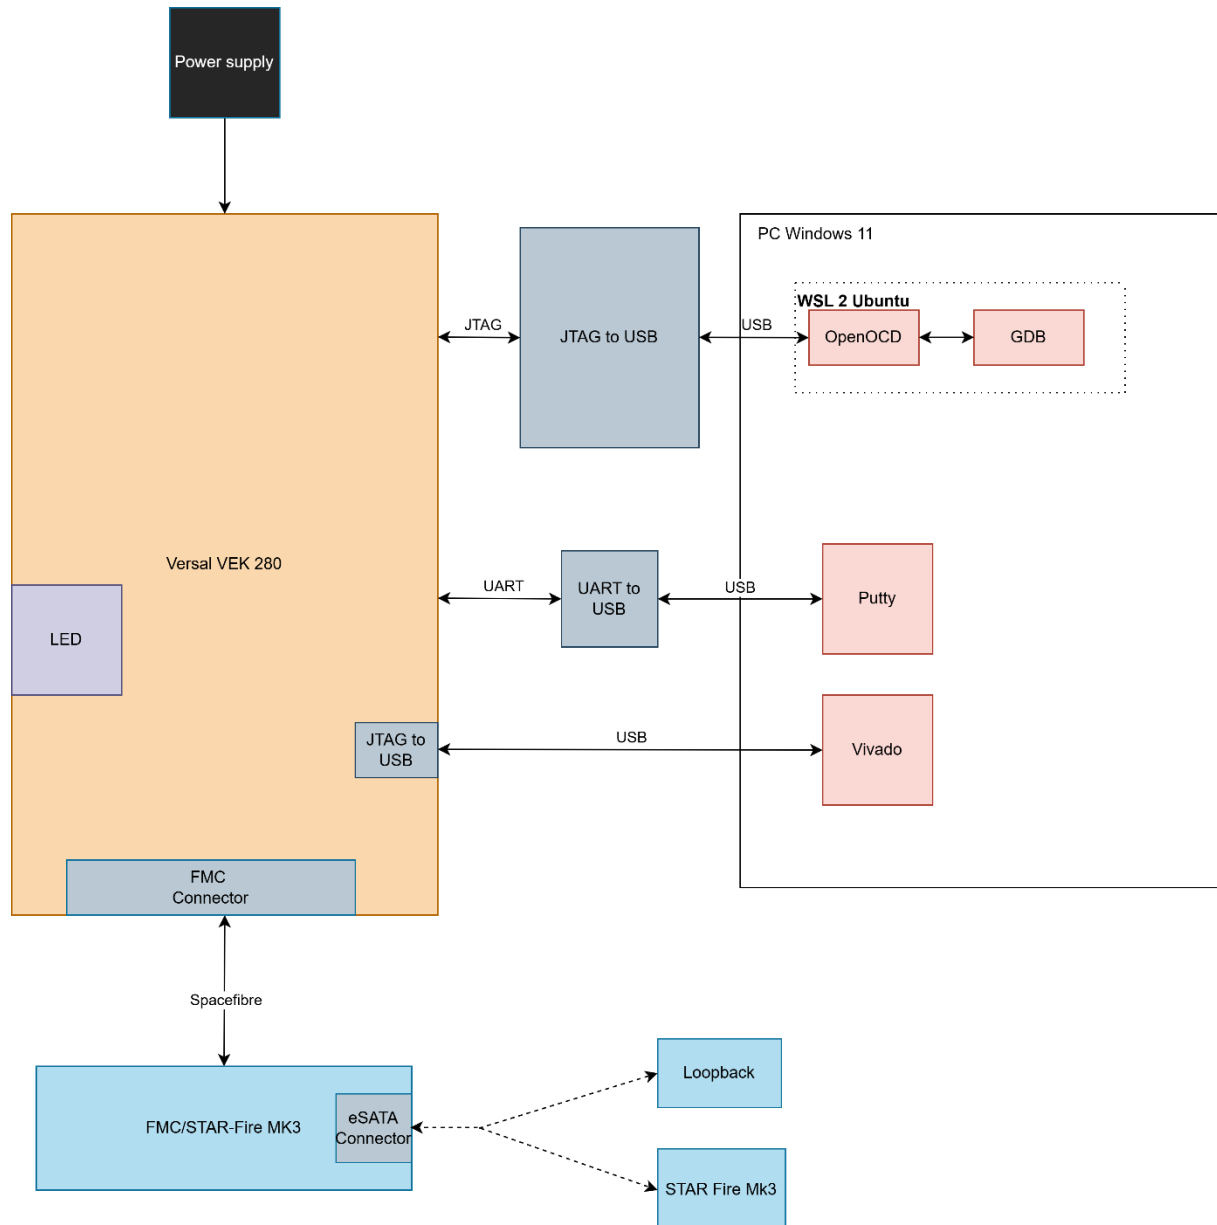 Power supply
PC Windows 11
WSL 2 Ubuntu
JTAG
JTAG to USB
USB
OpenOCD
GDB
Versal VEK 280
UART
UART to
USB
USB
Putty
LED
JTAG to
USB
USB
Vivado
FMC
Connector
Spacefibre
Loopback
FMC/STAR-Fire MK3
eSATA
Connector
STAR Fire Mk3